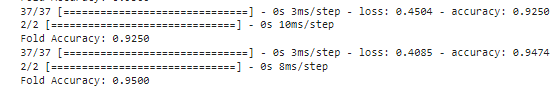 37/37 [==============================] - 0s 3ms/step - loss: 0.4504 - accuracy: 0.9250
2/2 [==============================] - 0s 10ms/step
Fold Accuracy: 0.9250
37/37 [==============================] - 0s 3ms/step - loss: 0.4085 - accuracy: 0.9474
2/2 [==============================] - 0s 8ms/step
Fold Accuracy: 0.9500